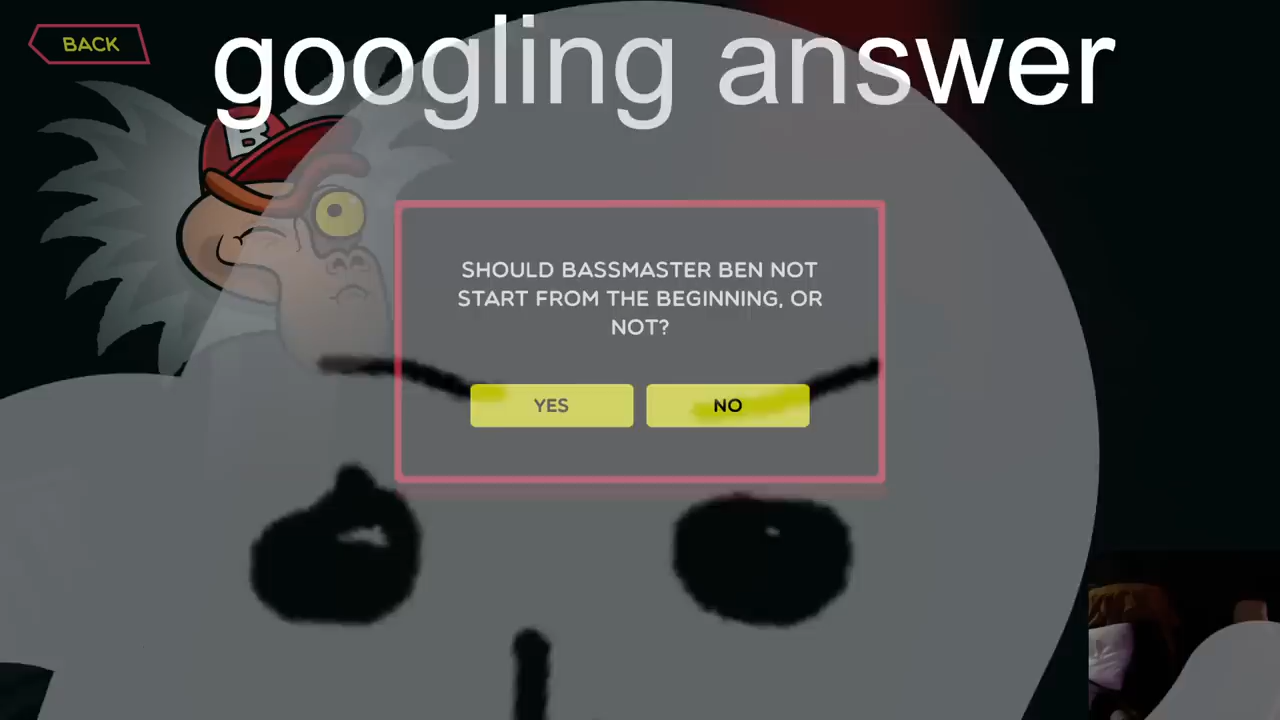 googling answer
BACK
B
SHOULD BASSMASTER BEN NOT
START FROM THE BEGINNING, OR
NOT?
YES
NO